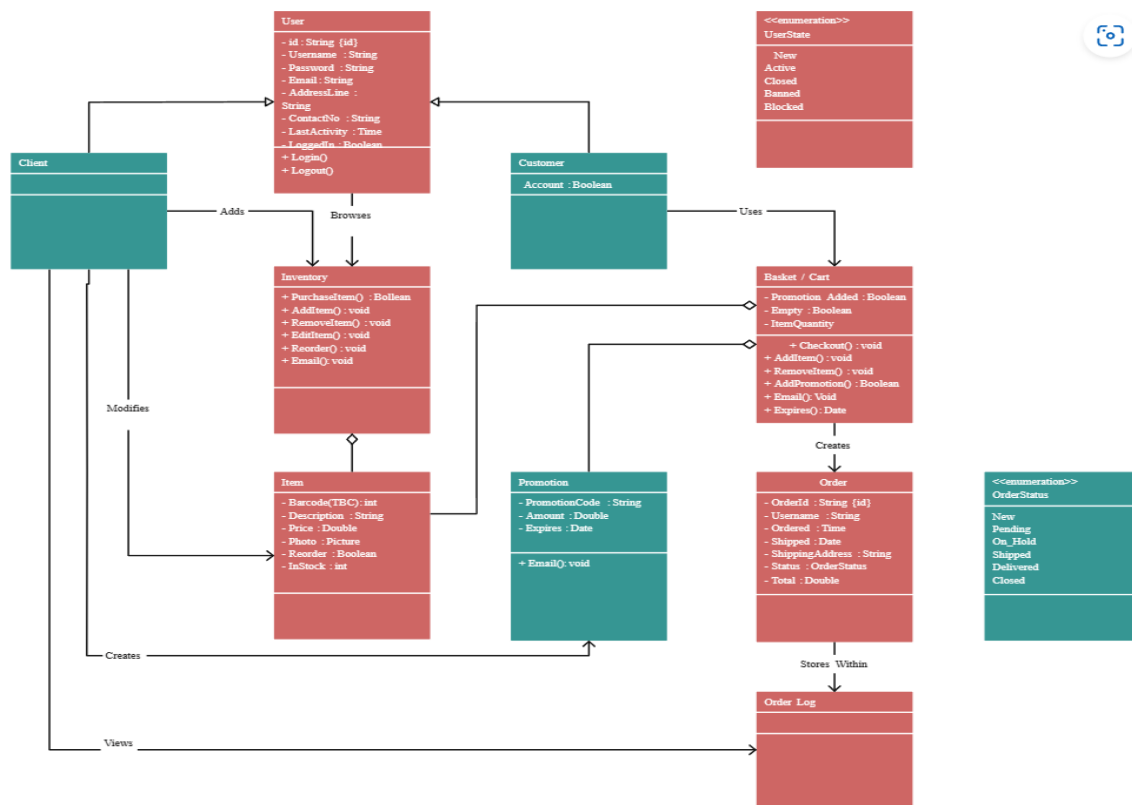 User
- id : String {id}
- Username : String
- Password : String
- Email : String
- AddressLine :
String
- ContactNo : String
- LastActivity : Time
- LoggedIn : Boolean
+ Login()
+ Logout()
<<enumeration>>
UserState
New
Active
Closed
Banned
Blocked
Client
Customer
Account : Boolean
Adds
Browses
Uses
Inventory
+ PurchaseItem() : Bollean
+ AddItem() : void
+ RemoveItem() : void
+ EditItem() : void
+ Reorder() : void
+ Email(): void
Basket / Cart
- Promotion Added : Boolean
- Empty : Boolean
- ItemQuantity
+ Checkout() : void
+ AddItem() : void
+ RemoveItem() : void
+ AddPromotion() : Boolean
+ Email(): Void
+ Expires() : Date
Modifies
Creates
Item
- Barcode(TBC) : int
- Description : String
- Price : Double
- Photo : Picture
- Reorder : Boolean
- InStock : int
Promotion
- PromotionCode : String
- Amount : Double
- Expires : Date
+ Email(): void
Order
- OrderId : String {id}
- Username : String
- Ordered : Time
- Shipped : Date
- ShippingAddress : String
- Status : OrderStatus
- Total : Double
<<enumeration>>
OrderStatus
New
Pending
On_Hold
Shipped
Delivered
Closed
Creates
Stores Within
Order Log
Views